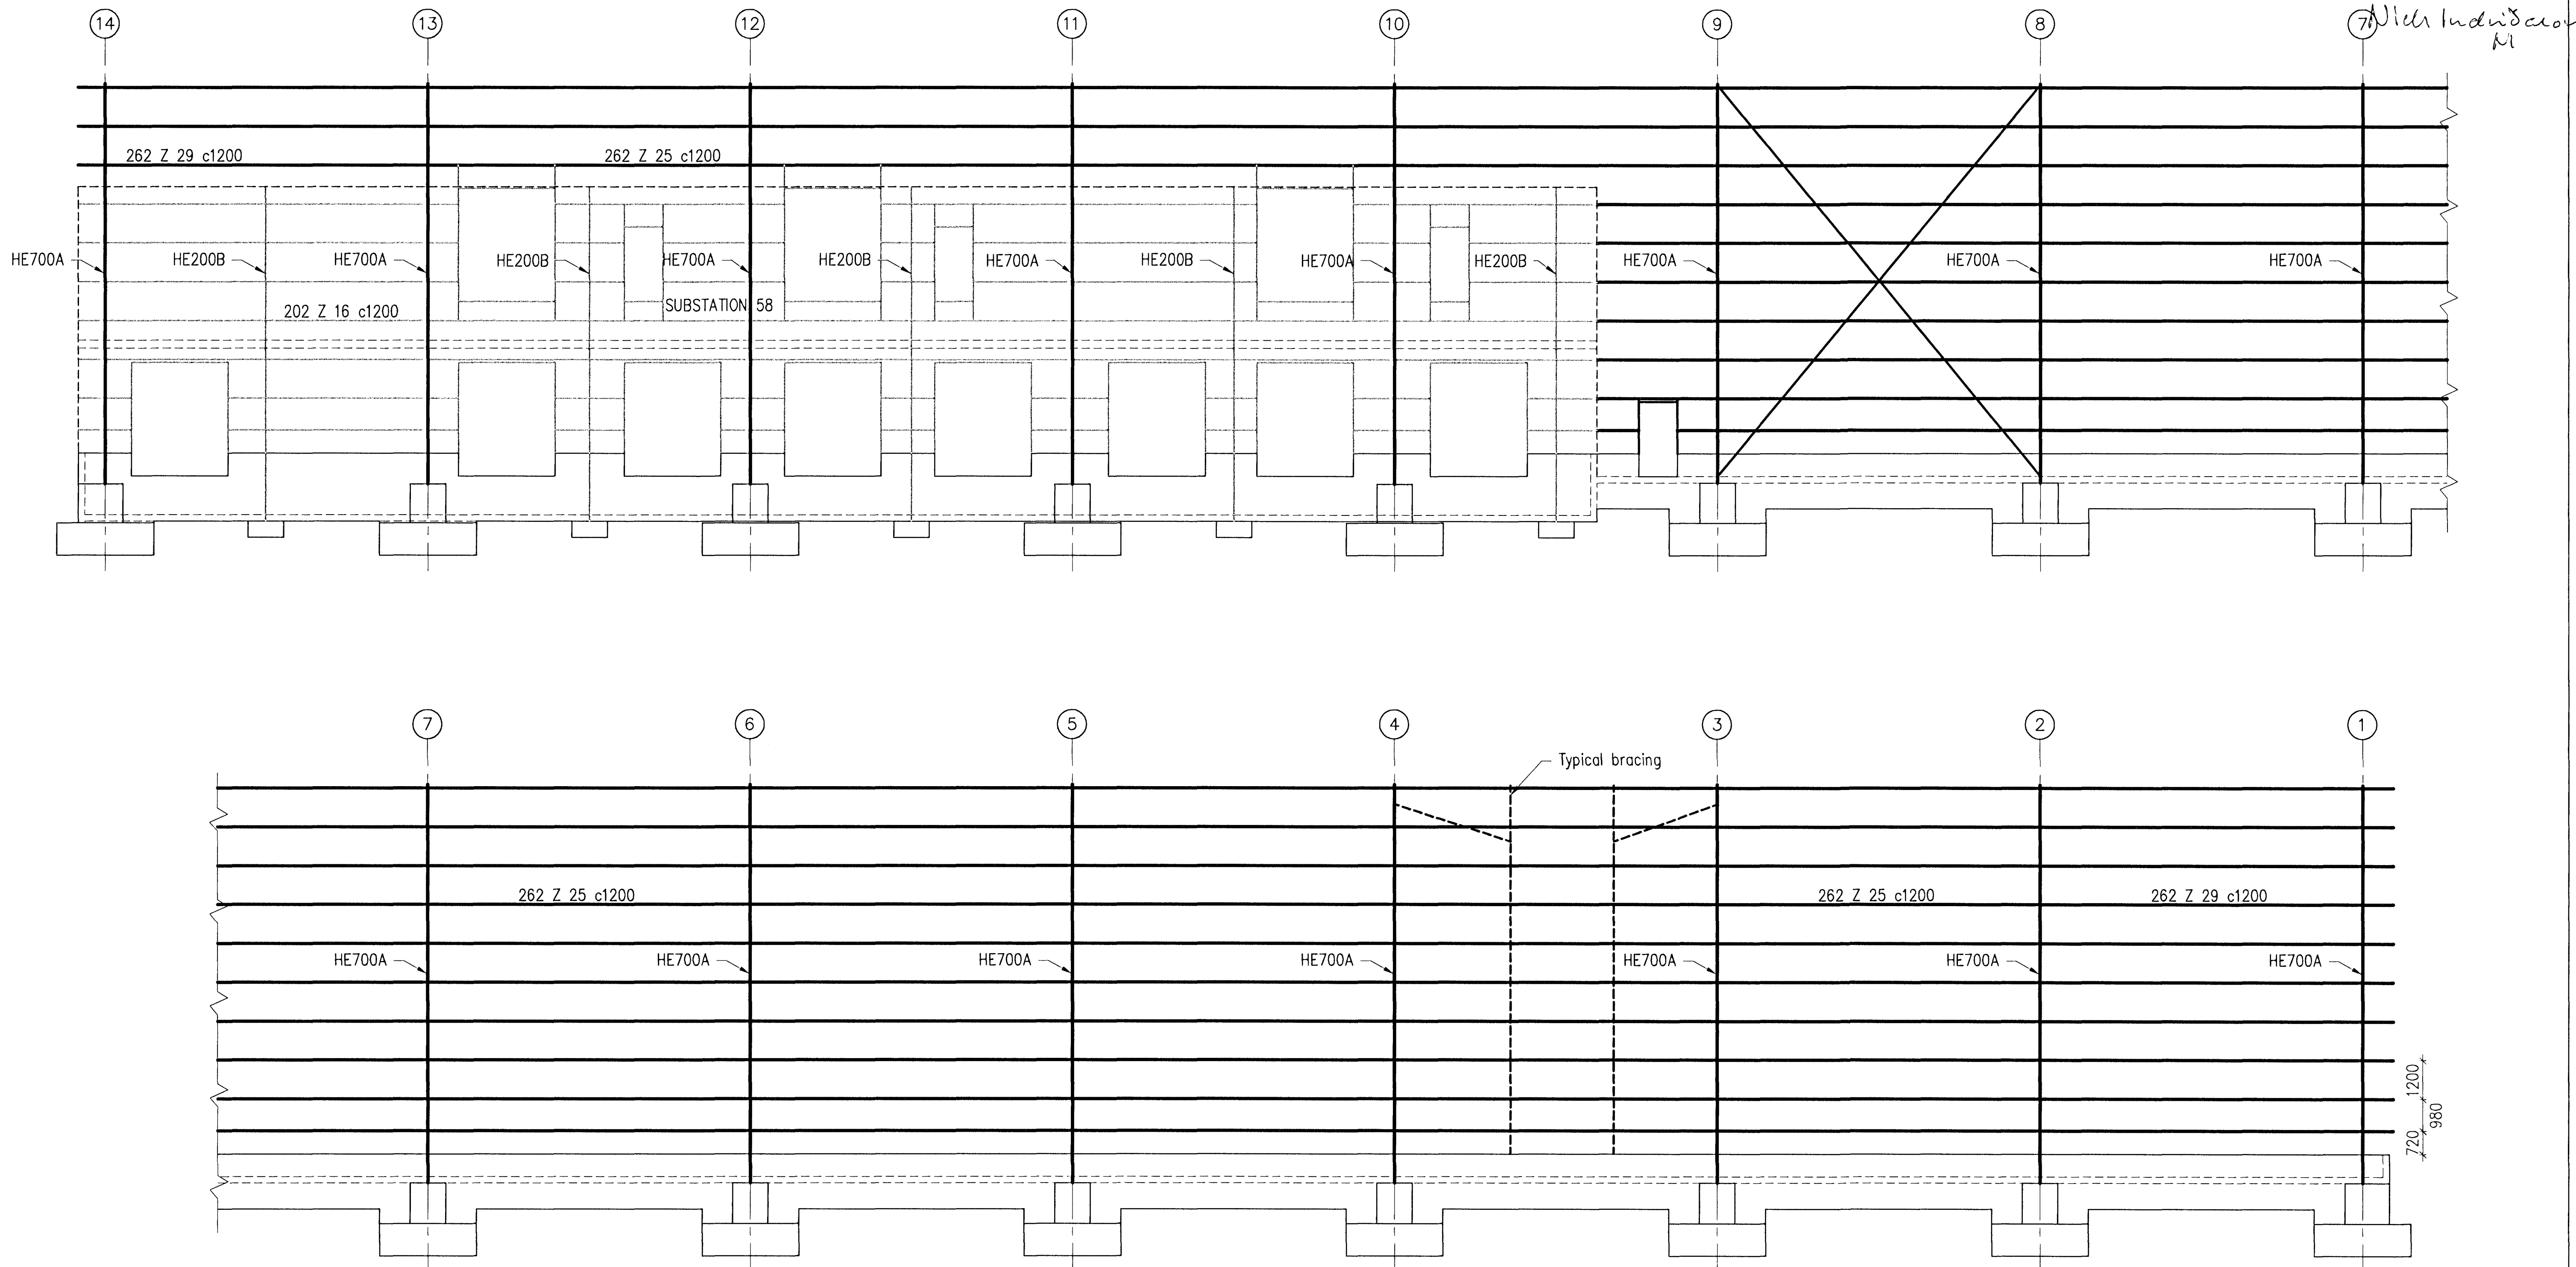 14 13 12 11 10 9 8 7
262 Z 29 c1200 262 Z 25 c1200
HE700A HE200B HE700A HE200B HE700A HE200B HE700A HE200B HE700A HE200B HE700A HE700A HE700A
202 Z 16 c1200 SUBSTATION 58
7 6 5 4 3 2 1
Typical bracing
262 Z 25 c1200 262 Z 25 c1200 262 Z 29 c1200
HE700A HE700A HE700A HE700A HE700A HE700A HE700A
1200
980
720